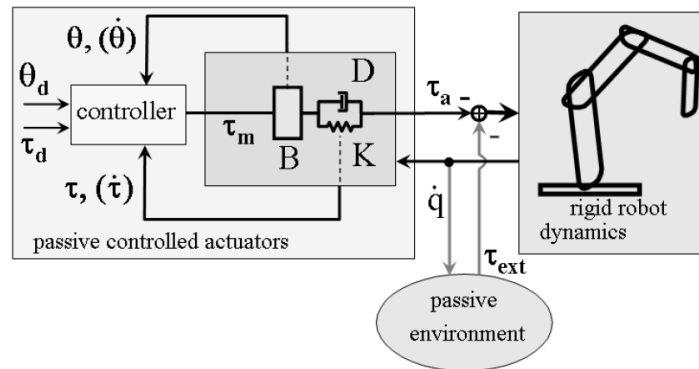 θ, (θ̇)
D
θd
τd
controller
τm
B
K
τa
-
-
τ, (τ̇)
passive controlled actuators
q̇
τext
rigid robot
dynamics
passive
environment